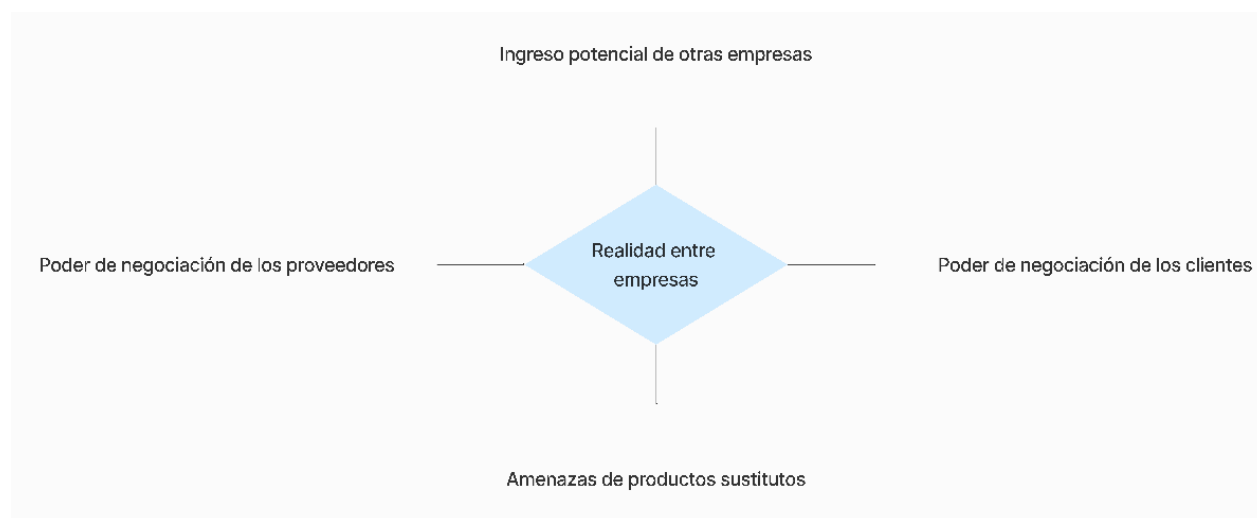 Ingreso potencial de otras empresas
Poder de negociación de los proveedores
Realidad entre
empresas
Poder de negociación de los clientes
Amenazas de productos sustitutos